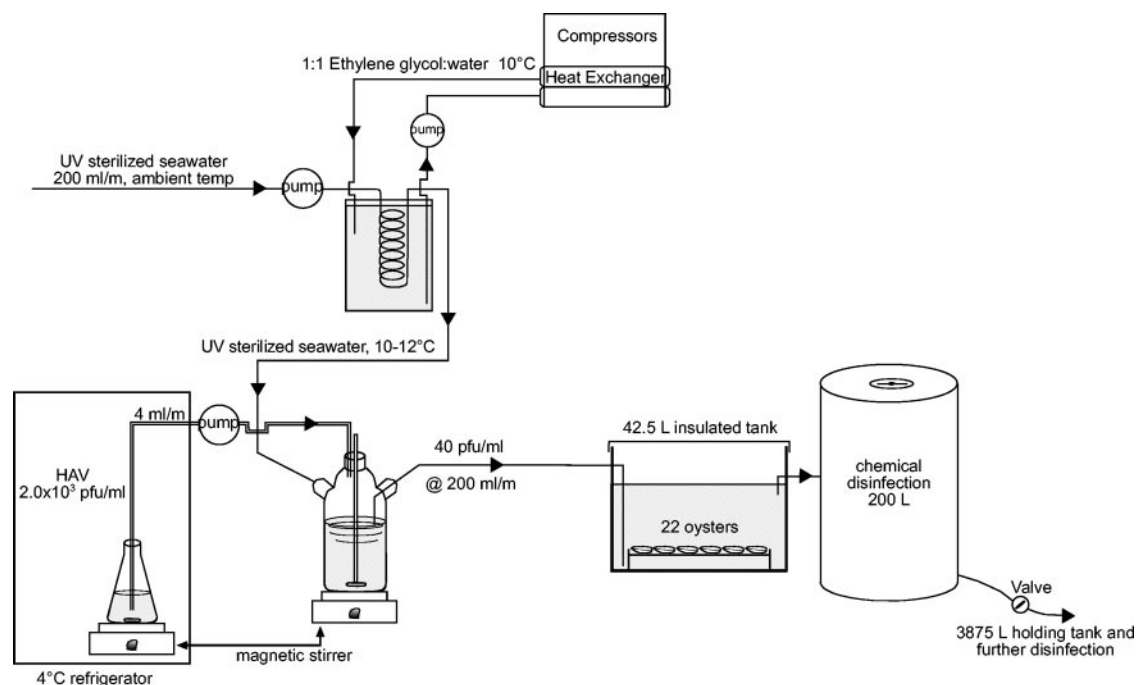 Compressors
1:1 Ethylene glycol:water 10°C
Heat Exchanger
pump
UV sterilized seawater
200 ml/m, ambient temp
pump
UV sterilized seawater, 10-12°C
4 ml/m
pump
HAV
2.0x10³ pfu/ml
40 pfu/ml
@ 200 ml/m
42.5 L insulated tank
22 oysters
chemical
disinfection
200 L
Valve
3875 L holding tank and
further disinfection
magnetic stirrer
4°C refrigerator